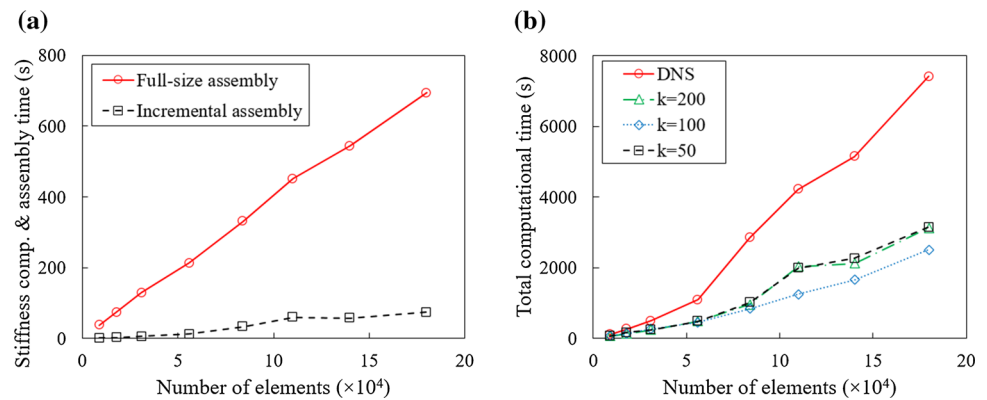 (a)
Stiffness comp. & assembly time (s)
800
600
400
200
0
Full-size assembly
Incremental assembly
0 5 10 15 20
Number of elements (×10⁴)
(b)
Total computational time (s)
8000
6000
4000
2000
0
DNS
k=200
k=100
k=50
0 5 10 15 20
Number of elements (×10⁴)